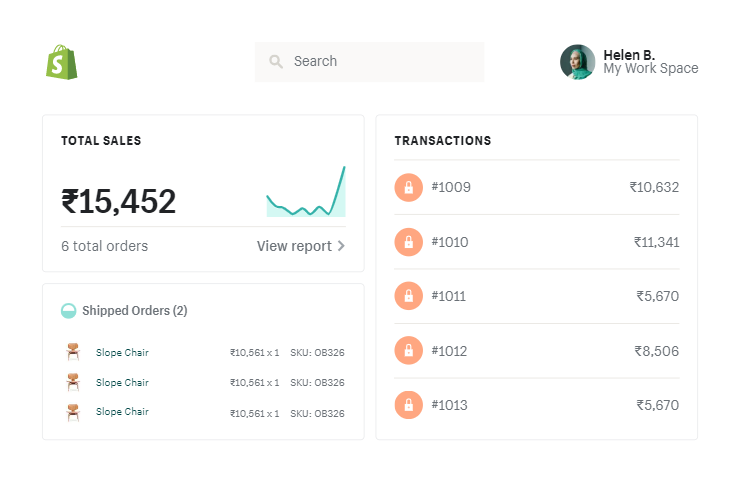 S
Search
Helen B.
My Work Space
TOTAL SALES
₹15,452
6 total orders
View report
Shipped Orders (2)
Slope Chair ₹10,561 x 1 SKU: OB326
Slope Chair ₹10,561 x 1 SKU: OB326
Slope Chair ₹10,561 x 1 SKU: OB326
TRANSACTIONS
#1009 ₹10,632
#1010 ₹11,341
#1011 ₹5,670
#1012 ₹8,506
#1013 ₹5,670